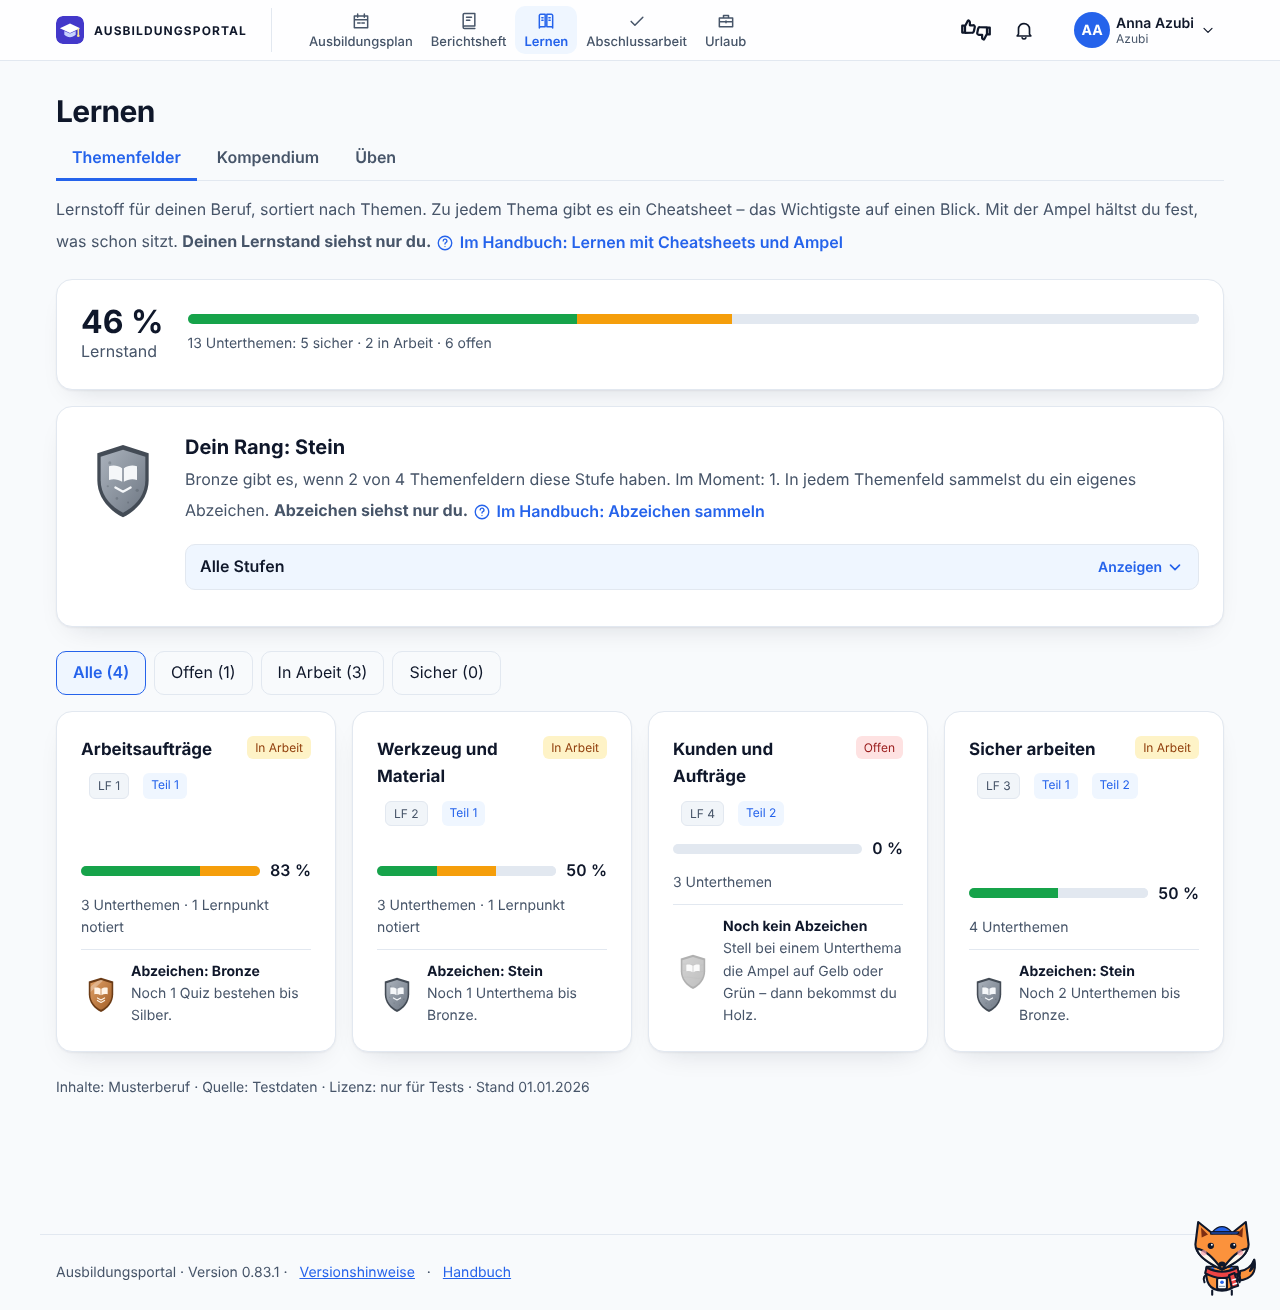 AUSBILDUNGSPORTAL
Ausbildungsplan
Berichtsheft
Lernen
Abschlussarbeit
Urlaub
AA
Anna Azubi
Azubi
Lernen
Themenfelder
Kompendium
Üben
Lernstoff für deinen Beruf, sortiert nach Themen. Zu jedem Thema gibt es ein Cheatsheet – das Wichtigste auf einen Blick. Mit der Ampel hältst du fest,
was schon sitzt. Deinen Lernstand siehst nur du. Im Handbuch: Lernen mit Cheatsheets und Ampel
46 %
Lernstand
13 Unterthemen: 5 sicher · 2 in Arbeit · 6 offen
Dein Rang: Stein
Bronze gibt es, wenn 2 von 4 Themenfeldern diese Stufe haben. Im Moment: 1. In jedem Themenfeld sammelst du ein eigenes
Abzeichen. Abzeichen siehst nur du. Im Handbuch: Abzeichen sammeln
Alle Stufen
Anzeigen
Alle (4)
Offen (1)
In Arbeit (3)
Sicher (0)
Arbeitsaufträge
In Arbeit
LF 1
Teil 1
83 %
3 Unterthemen · 1 Lernpunkt
notiert
Abzeichen: Bronze
Noch 1 Quiz bestehen bis
Silber.
Werkzeug und
Material
In Arbeit
LF 2
Teil 1
50 %
3 Unterthemen · 1 Lernpunkt
notiert
Abzeichen: Stein
Noch 1 Unterthema bis
Bronze.
Kunden und
Aufträge
Offen
LF 4
Teil 2
0 %
3 Unterthemen
Noch kein Abzeichen
Stell bei einem Unterthema
die Ampel auf Gelb oder
Grün – dann bekommst du
Holz.
Sicher arbeiten
In Arbeit
LF 3
Teil 1
Teil 2
50 %
4 Unterthemen
Abzeichen: Stein
Noch 2 Unterthemen bis
Bronze.
Inhalte: Musterberuf · Quelle: Testdaten · Lizenz: nur für Tests · Stand 01.01.2026
Ausbildungsportal · Version 0.83.1 · Versionshinweise · Handbuch